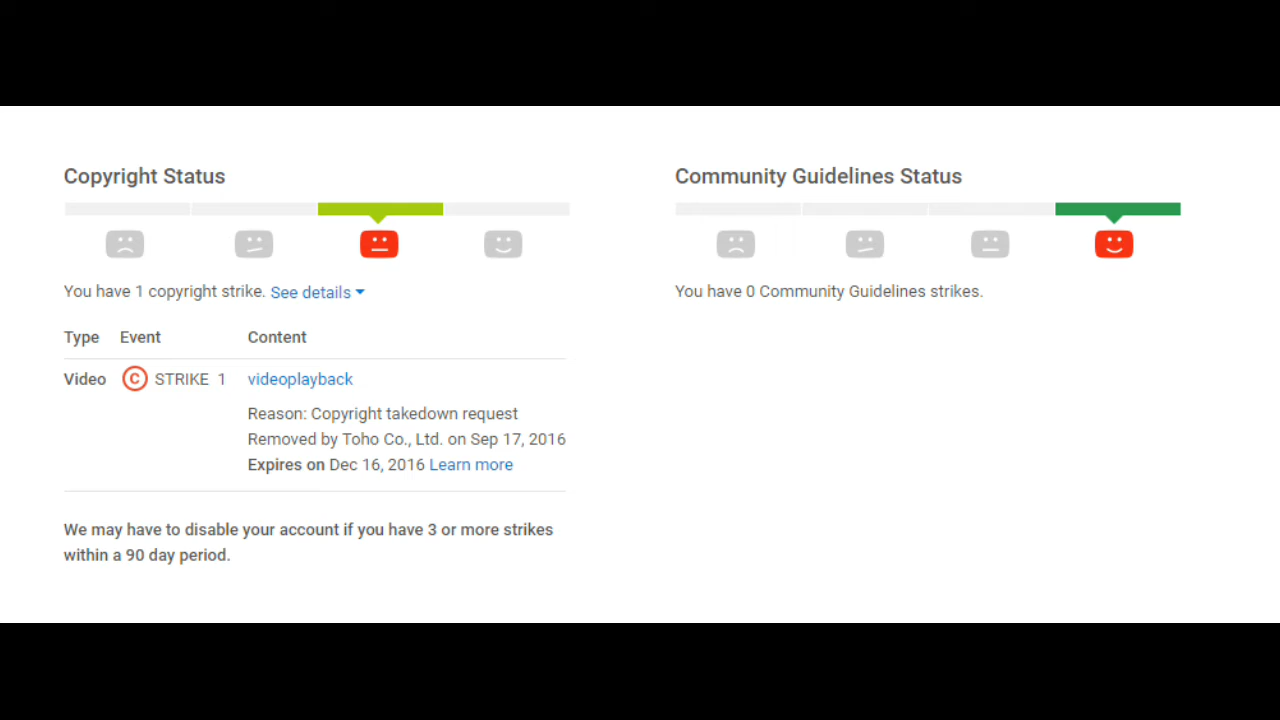 Copyright Status
You have 1 copyright strike. See details
Type Event Content
Video C STRIKE 1 videoplayback
Reason: Copyright takedown request
Removed by Toho Co., Ltd. on Sep 17, 2016
Expires on Dec 16, 2016 Learn more
We may have to disable your account if you have 3 or more strikes
within a 90 day period.
Community Guidelines Status
You have 0 Community Guidelines strikes.